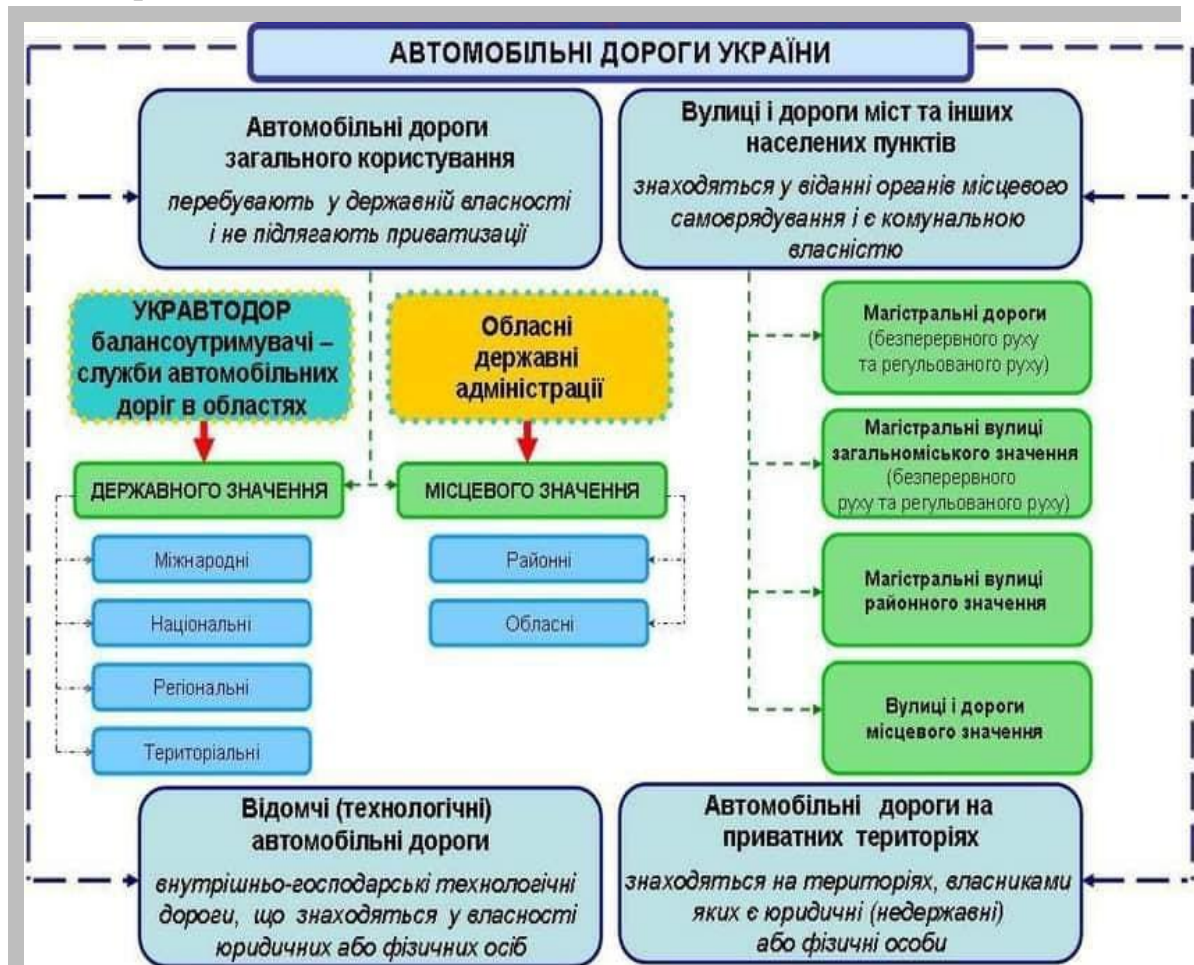 АВТОМОБІЛЬНІ ДОРОГИ УКРАЇНИ
Автомобільні дороги
загального користування
перебувають у державній власності
і не підлягають приватизації
Вулиці і дороги міст та інших
населених пунктів
знаходяться у віданні органів місцевого
самоврядування і є комунальною
власністю
УКРАВТОДОР
балансоутримувачі –
служби автомобільних
доріг в областях
Обласні
державні
адміністрації
ДЕРЖАВНОГО ЗНАЧЕННЯ
МІСЦЕВОГО ЗНАЧЕННЯ
Міжнародні
Національні
Регіональні
Територіальні
Районні
Обласні
Магістральні дороги
(безперервного руху
та регульованого руху)
Магістральні вулиці
загальноміського значення
(безперервного
руху та регульованого руху)
Магістральні вулиці
районного значення
Вулиці і дороги
місцевого значення
Відомчі (технологічні)
автомобільні дороги
внутрішньо-господарські технологічні
дороги, що знаходяться у власності
юридичних або фізичних осіб
Автомобільні дороги на
приватних територіях
знаходяться на територіях, власниками
яких є юридичні (недержавні)
або фізичні особи